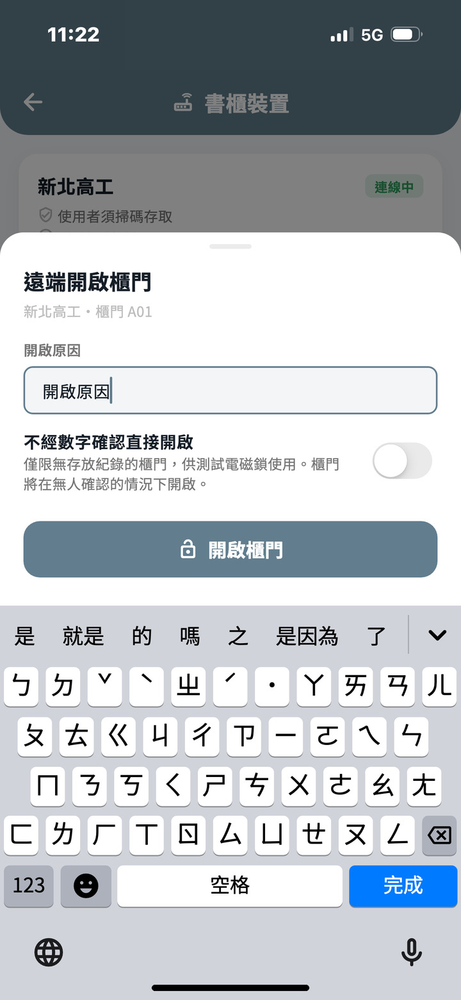 11:22
5G
書櫃裝置
新北高工
連線中
使用者須掃碼存取
遠端開啟櫃門
新北高工・櫃門 A01
開啟原因
開啟原因
不經數字確認直接開啟
僅限無存放紀錄的櫃門，供測試電磁鎖使用。櫃門
將在無人確認的情況下開啟。
開啟櫃門
是 就是 的 嗎 之 是因為 了
ㄅ ㄉ ˇ ˋ ㄓ ˊ ˙ ㄚ ㄞ ㄢ ㄦ
ㄆ ㄊ ㄍ ㄐ ㄔ ㄗ ㄧ ㄛ ㄟ ㄣ
ㄇ ㄋ ㄎ ㄑ ㄕ ㄘ ㄨ ㄜ ㄠ ㄤ
ㄈ ㄌ ㄏ ㄒ ㄖ ㄙ ㄩ ㄝ ㄡ ㄥ
123 空格 完成